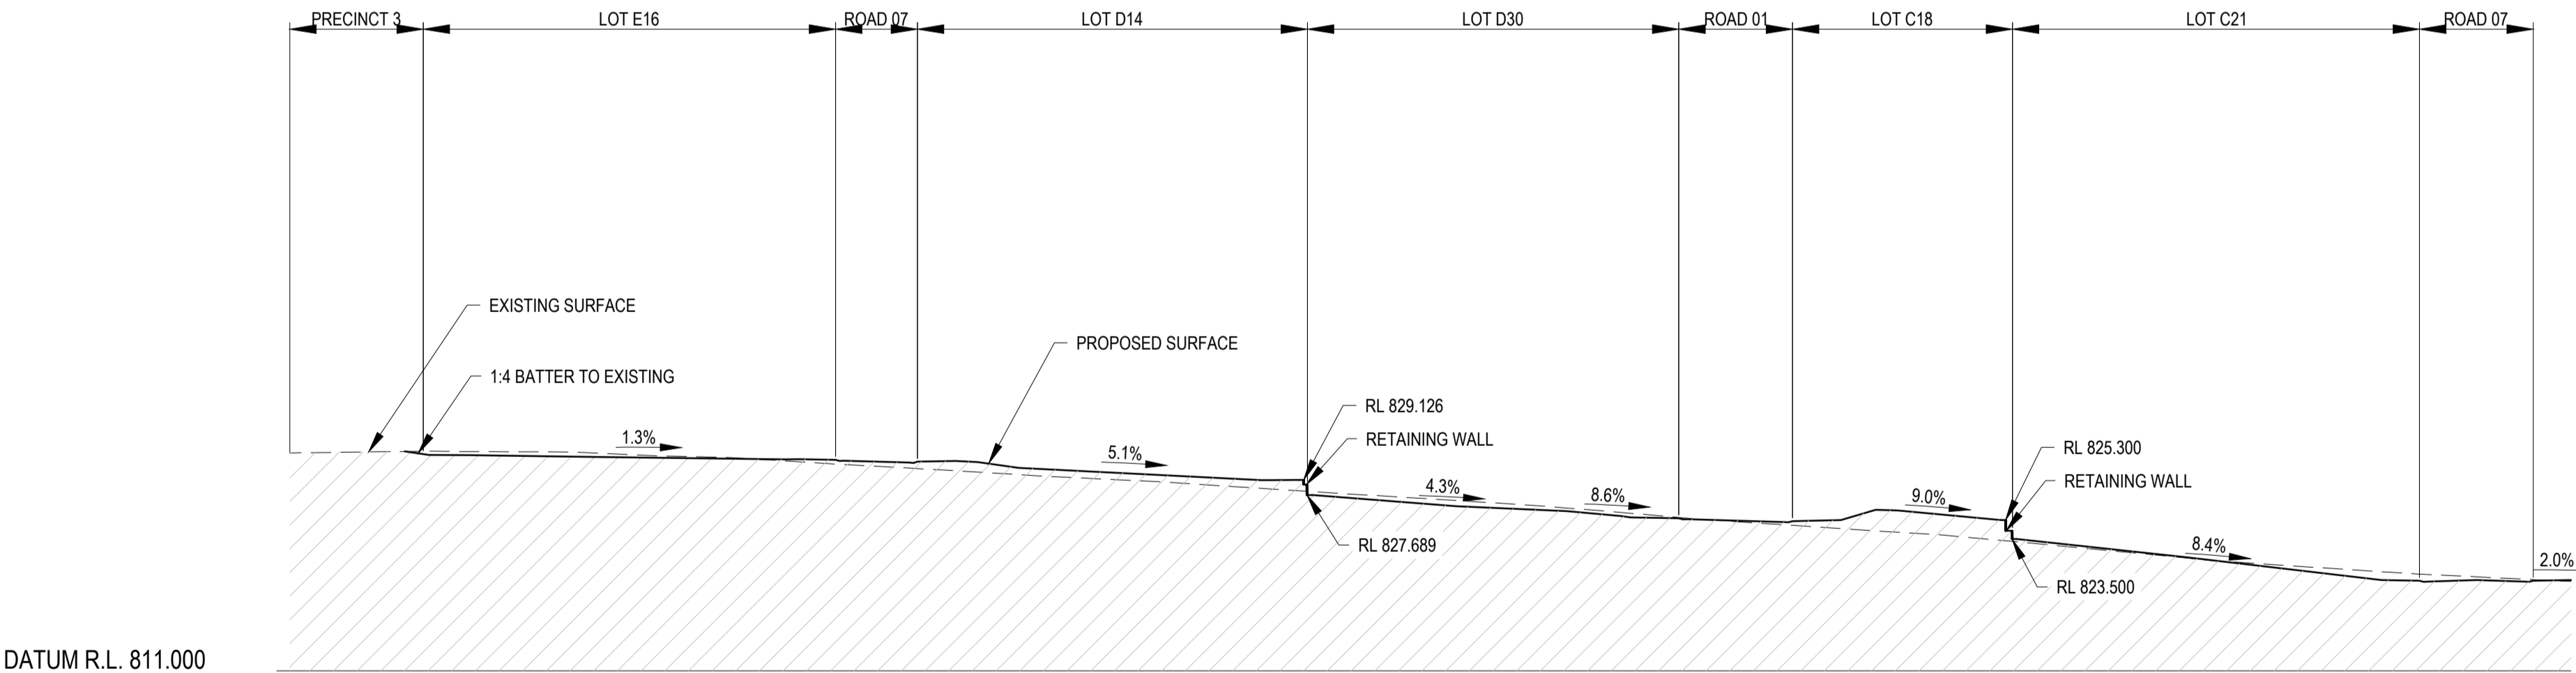 PRECINCT 3
LOT E16
ROAD 07
LOT D14
LOT D30
ROAD 01
LOT C18
LOT C21
ROAD 07
EXISTING SURFACE
PROPOSED SURFACE
1:4 BATTER TO EXISTING
RL 829.126
RETAINING WALL
1.3%
5.1%
RL 825.300
RETAINING WALL
4.3%
8.6%
9.0%
RL 827.689
8.4%
2.0%
RL 823.500
DATUM R.L. 811.000